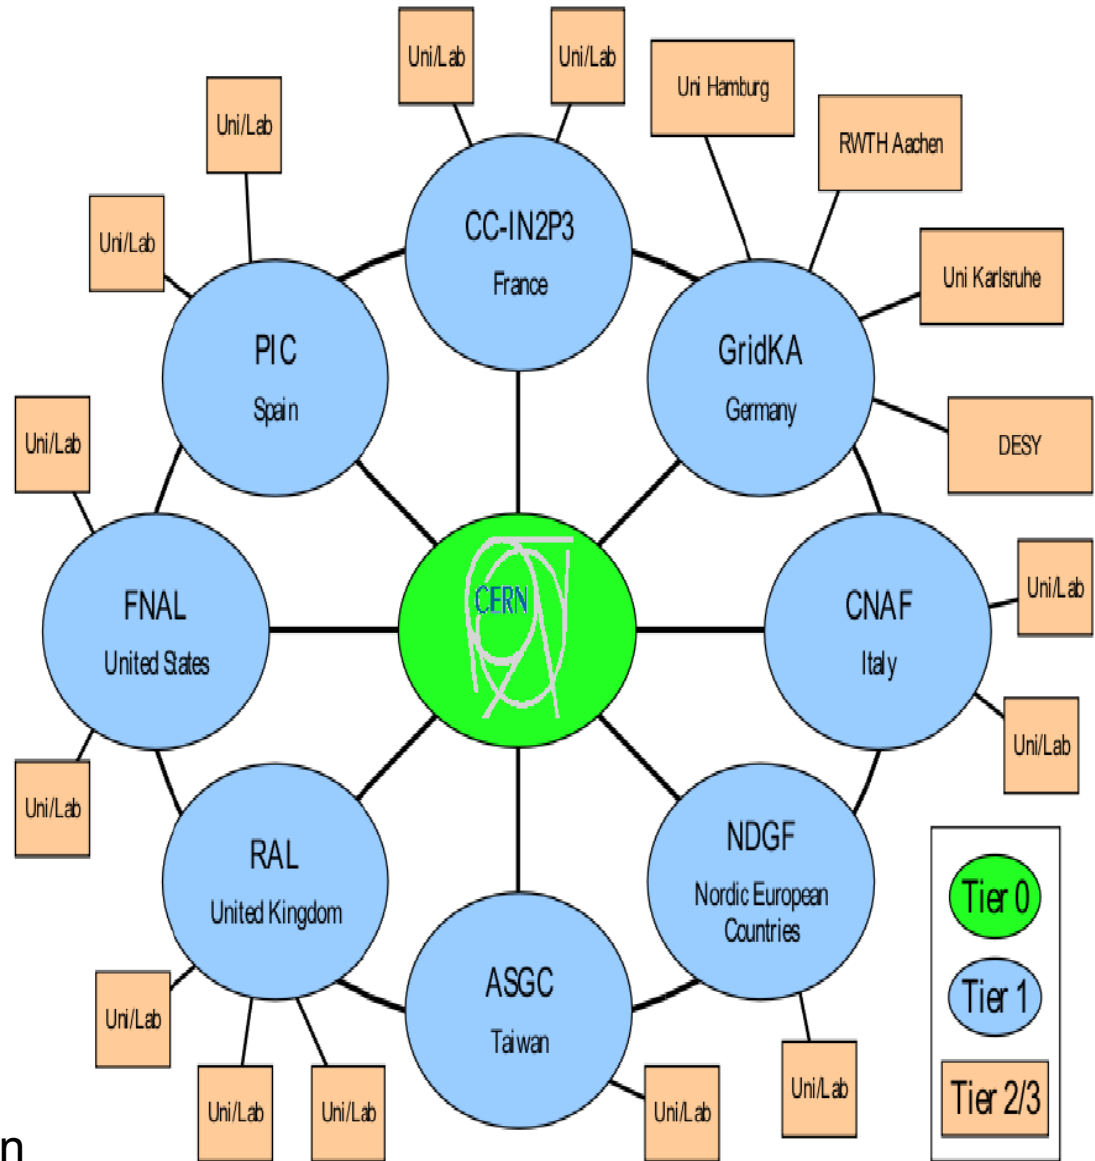 Uni/Lab
Uni/Lab
Uni Hamburg
Uni/Lab
RWTH Aachen
Uni/Lab
CC-IN2P3
France
Uni Karlsruhe
PIC
Spain
GridKA
Germany
Uni/Lab
DESY
FNAL
United States
CERN
CNAF
Italy
Uni/Lab
Uni/Lab
Uni/Lab
RAL
United Kingdom
NDGF
Nordic European
Countries
ASGC
Taiwan
Uni/Lab
Uni/Lab
Uni/Lab
Uni/Lab
Uni/Lab
Tier 0
Tier 1
Tier 2/3
n